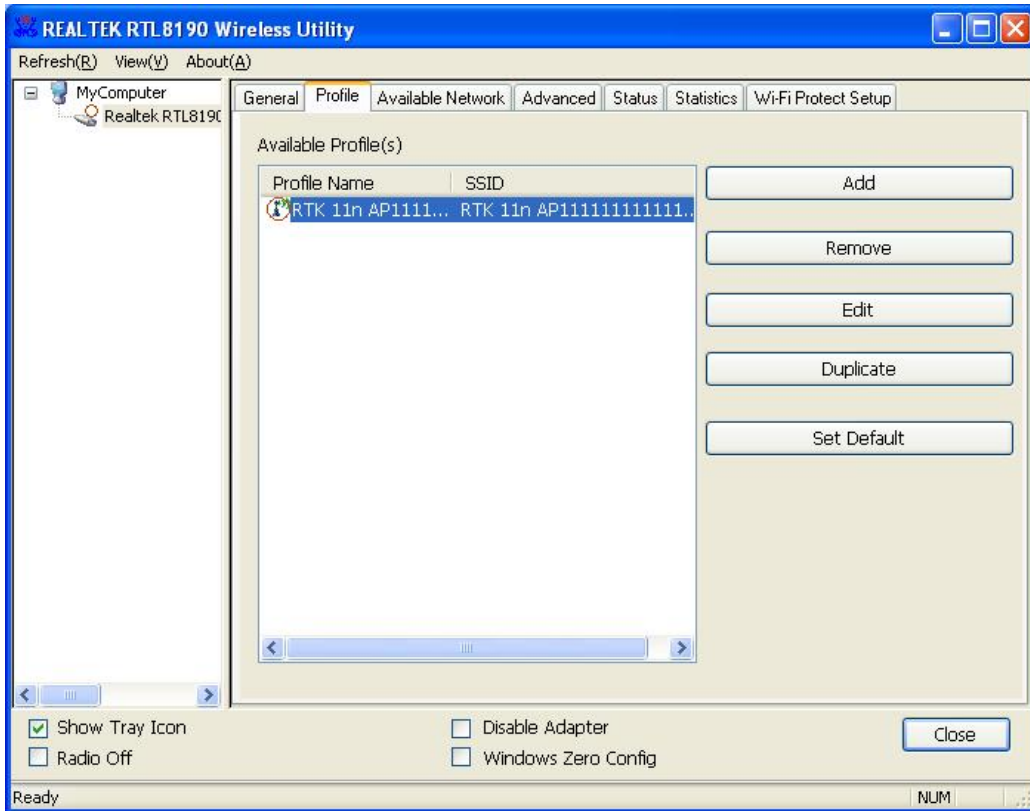 REALTEK RTL8190 Wireless Utility
Refresh(R) View(V) About(A)
MyComputer
Realtek RTL8190
General Profile Available Network Advanced Status Statistics Wi-Fi Protect Setup
Available Profile(s)
Profile Name SSID
RTK 11n AP1111... RTK 11n AP111111111111..
Add
Remove
Edit
Duplicate
Set Default
Show Tray Icon
Radio Off
Disable Adapter
Windows Zero Config
Close
Ready
NUM